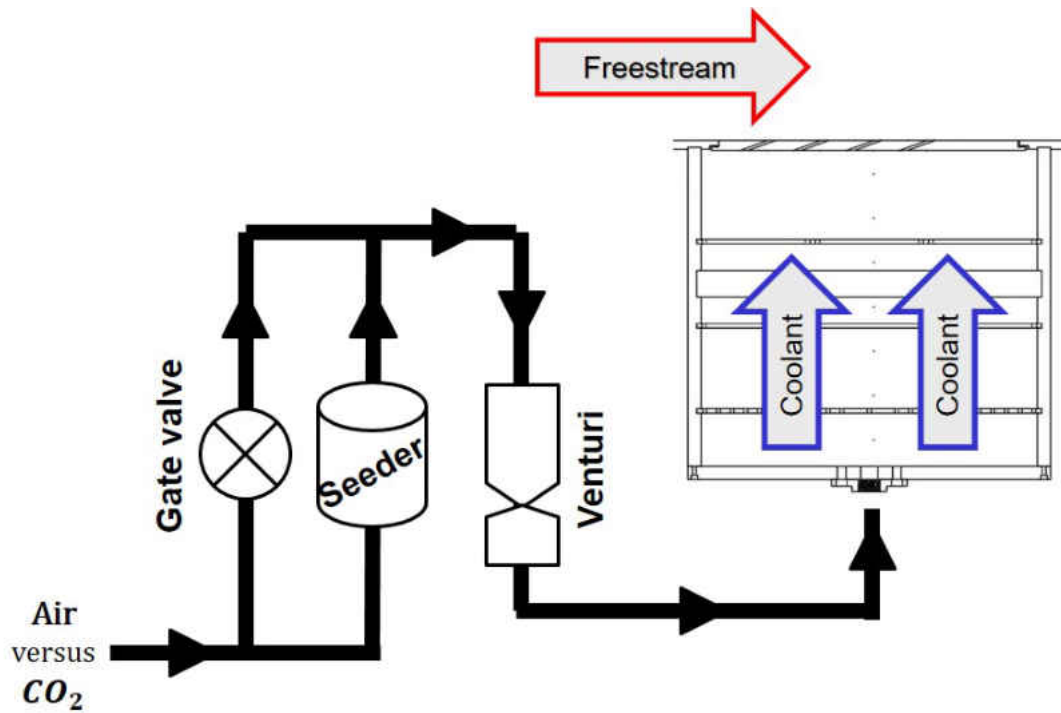 Freestream
Coolant
Coolant
Gate valve
Seeder
Venturi
Air
versus
CO₂